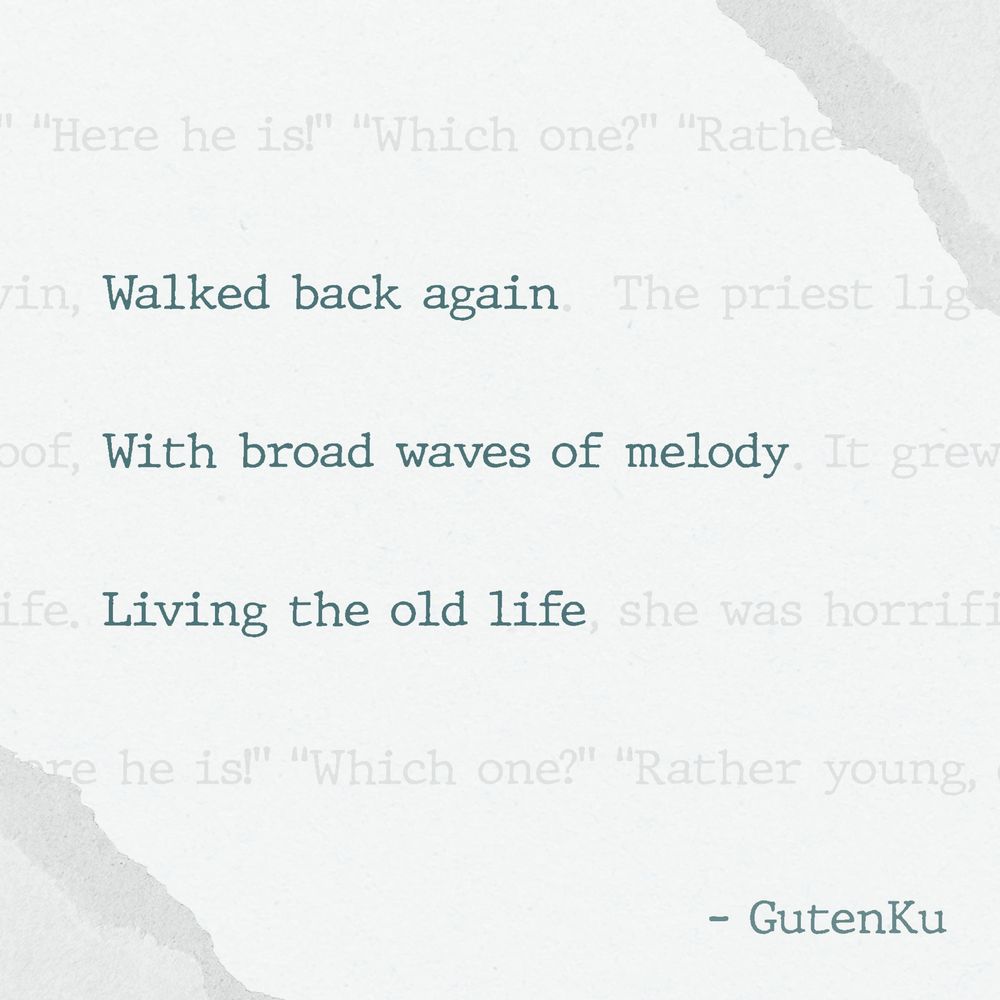 " “Here he is!" “Which one?" “Rathe
vin, Walked back again. The priest lig
oof, With broad waves of melody. It grew
ife. Living the old life, she was horrifi
re he is!" “Which one?" “Rather young,
- GutenKu